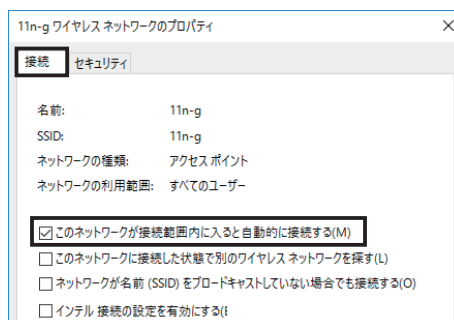 11n-g ワイヤレス ネットワークのプロパティ
接続 セキュリティ
名前: 11n-g
SSID: 11n-g
ネットワークの種類: アクセス ポイント
ネットワークの利用範囲: すべてのユーザー
このネットワークが接続範囲内に入ると自動的に接続する(M)
このネットワークに接続した状態で別のワイヤレス ネットワークを探す(L)
ネットワークが名前 (SSID) をブロードキャストしていない場合でも接続する(O)
インテル 接続の設定を有効にする(E